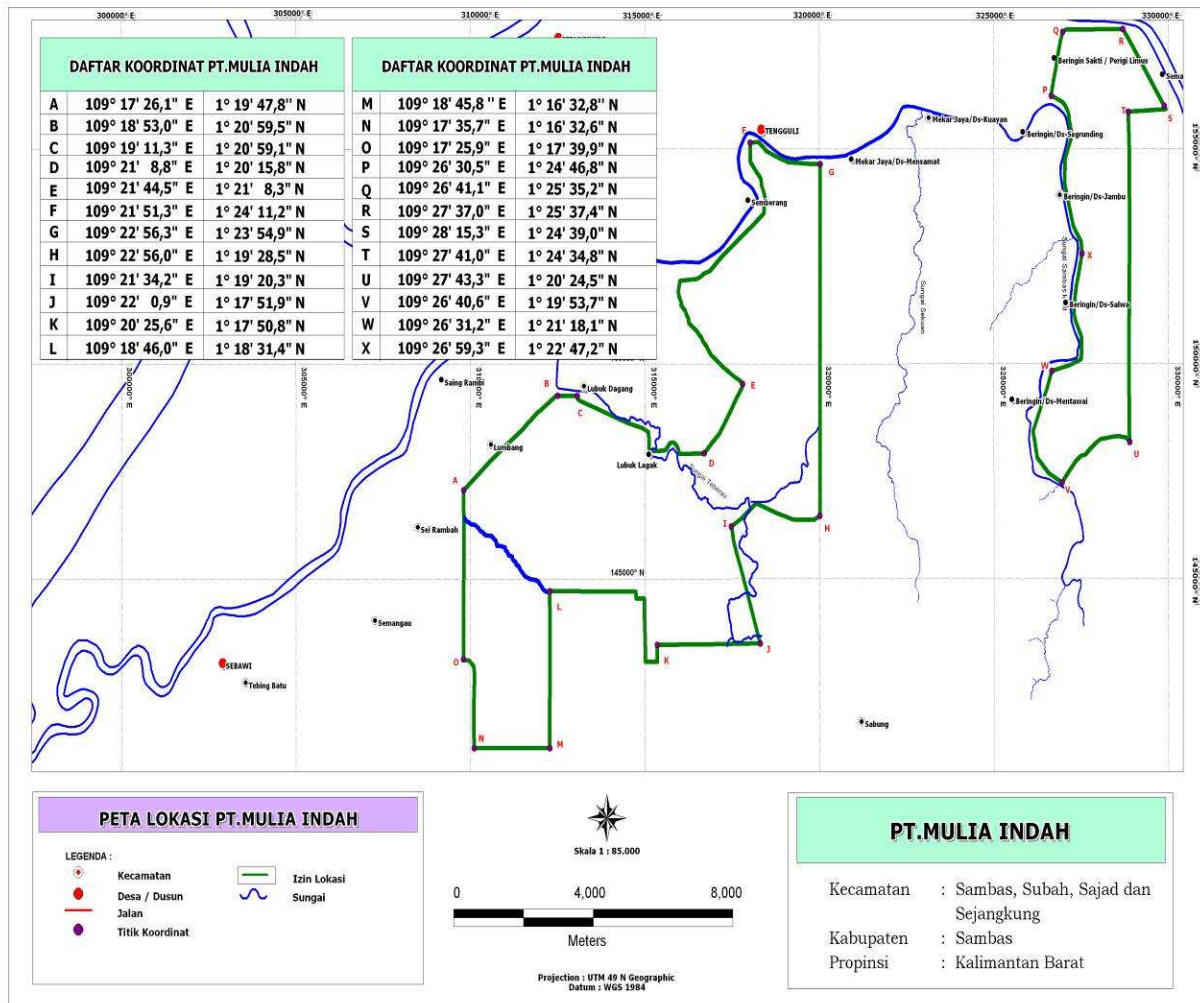 300000° E
305000° E
310000° E
315000° E
320000° E
325000° E
330000° E
DAFTAR KOORDINAT PT.MULIA INDAH
A 109° 17' 26,1" E 1° 19' 47,8" N
B 109° 18' 53,0" E 1° 20' 59,5" N
C 109° 19' 11,3" E 1° 20' 59,1" N
D 109° 21' 8,8" E 1° 20' 15,8" N
E 109° 21' 44,5" E 1° 21' 8,3" N
F 109° 21' 51,3" E 1° 24' 11,2" N
G 109° 22' 56,3" E 1° 23' 54,9" N
H 109° 22' 56,0" E 1° 19' 28,5" N
I 109° 21' 34,2" E 1° 19' 20,3" N
J 109° 22' 0,9" E 1° 17' 51,9" N
K 109° 20' 25,6" E 1° 17' 50,8" N
L 109° 18' 46,0" E 1° 18' 31,4" N
DAFTAR KOORDINAT PT.MULIA INDAH
M 109° 18' 45,8 '' E 1° 16' 32,8'' N
N 109° 17' 35,7" E 1° 16' 32,6" N
O 109° 17' 25,9" E 1° 17' 39,9" N
P 109° 26' 30,5" E 1° 24' 46,8" N
Q 109° 26' 41,1" E 1° 25' 35,2" N
R 109° 27' 37,0" E 1° 25' 37,4" N
S 109° 28' 15,3" E 1° 24' 39,0" N
T 109° 27' 41,0" E 1° 24' 34,8" N
U 109° 27' 43,3" E 1° 20' 24,5" N
V 109° 26' 40,6" E 1° 19' 53,7" N
W 109° 26' 31,2" E 1° 21' 18,1" N
X 109° 26' 59,3" E 1° 22' 47,2" N
Q
R
Beringin Sakti / Perigi Limus
Sema
P
T
S
Mekar Jaya/Ds-Kuayan
F
TENGGULI
Beringin/Ds-Segrunding
155000° N
155000° N
Mekar Jaya/Ds-Mensamat
G
Semberang
Beringin/Ds-Jambu
X
Sungai Sekuan
Beringin/Ds-Salwa
150000° N
W
305000° E
320000° E
325000° E
330000° E
Saing Rambi
B
Lubuk Dagang
E
C
Beringin/Ds-Mentawai
Lumbang
Lubuk Lagak
D
U
A
V
Sei Rambah
I
H
145000° N
145000° N
145000° N
L
Semangau
J
O
K
SEBAWI
Tebing Batu
Sabung
N
M
PETA LOKASI PT.MULIA INDAH
LEGENDA :
Kecamatan
Desa / Dusun
Jalan
Titik Koordinat
Izin Lokasi
Sungai
Skala 1 : 85.000
0 4,000 8,000
Meters
Projection : UTM 49 N Geographic
Datum : WGS 1984
PT.MULIA INDAH
Kecamatan : Sambas, Subah, Sajad dan
Sejangkung
Kabupaten : Sambas
Propinsi : Kalimantan Barat